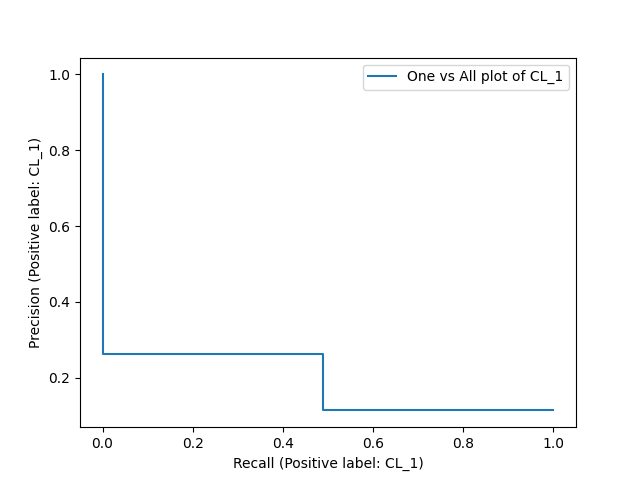 One vs All plot of CL_1
1.0
0.8
0.6
0.4
0.2
Precision (Positive label: CL_1)
0.0 0.2 0.4 0.6 0.8 1.0
Recall (Positive label: CL_1)